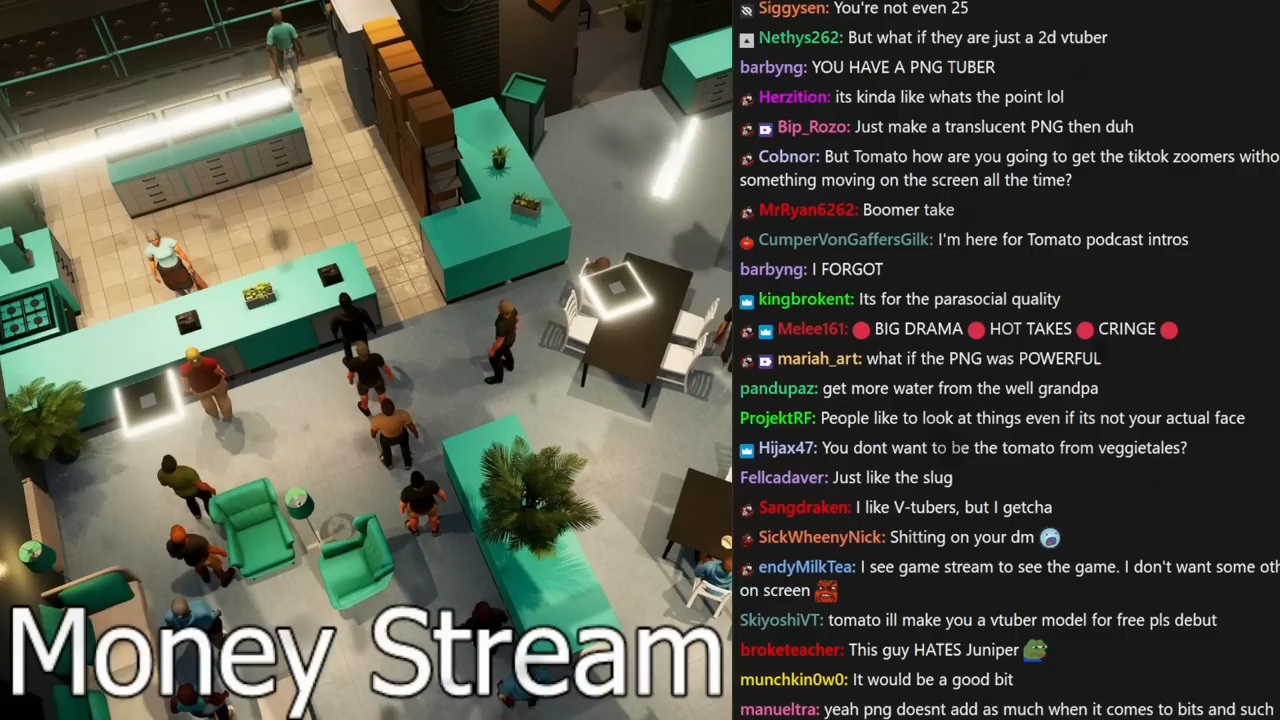 Siggysen: You're not even 25
Nethys262: But what if they are just a 2d vtuber
barbyng: YOU HAVE A PNG TUBER
Herzition: its kinda like whats the point lol
Bip_Rozo: Just make a translucent PNG then duh
Cobnor: But Tomato how are you going to get the tiktok zoomers witho
something moving on the screen all the time?
MrRyan6262: Boomer take
CumperVonGaffersGilk: I'm here for Tomato podcast intros
barbyng: I FORGOT
kingbrokent: Its for the parasocial quality
Melee161: BIG DRAMA HOT TAKES CRINGE
mariah_art: what if the PNG was POWERFUL
pandupaz: get more water from the well grandpa
ProjektRF: People like to look at things even if its not your actual face
Hijax47: You dont want to be the tomato from veggietales?
Fellcadaver: Just like the slug
Sangdraken: I like V-tubers, but I getcha
SickWheenyNick: Shitting on your dm
endyMilkTea: I see game stream to see the game. I don't want some oth
on screen
SkiyoshiVT: tomato ill make you a vtuber model for free pls debut
broketeacher: This guy HATES Juniper
munchkin0w0: It would be a good bit
manueltra: yeah png doesnt add as much when it comes to bits and such
Money Stream